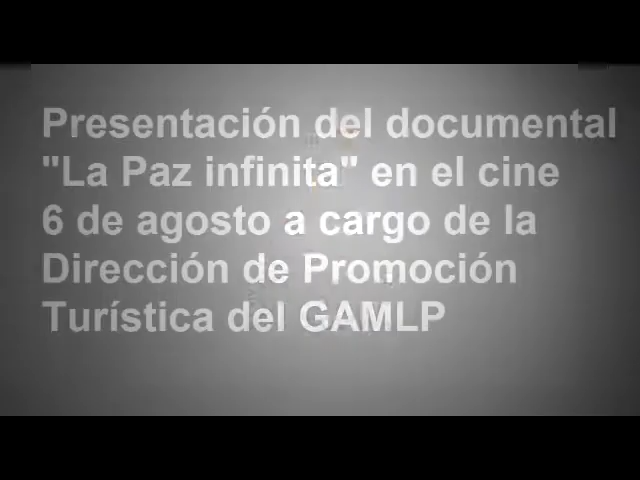 Presentación del documental
"La Paz infinita" en el cine
6 de agosto a cargo de la
Dirección de Promoción
Turística del GAMLP